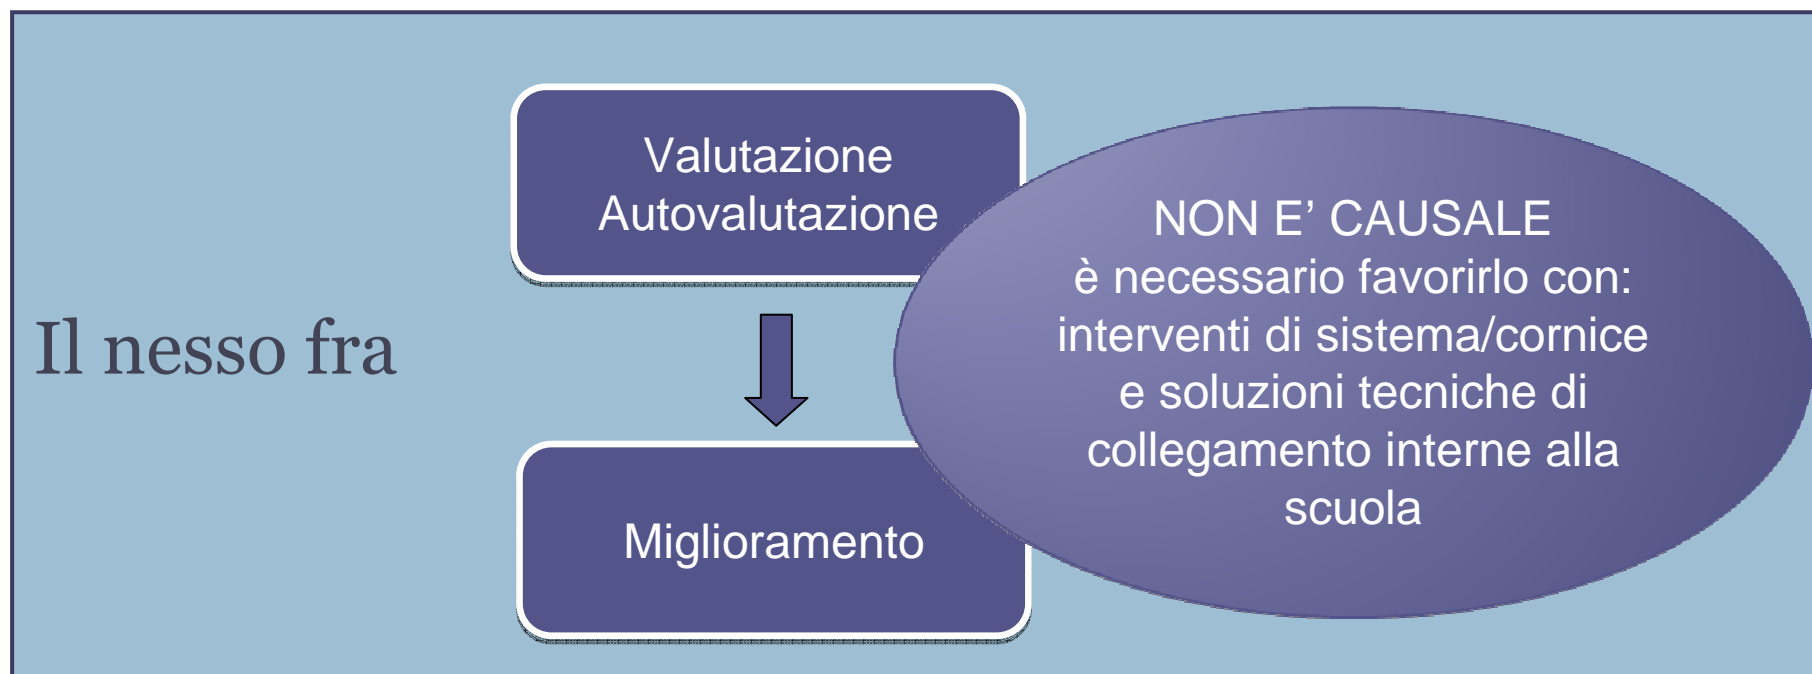 Il nesso fra
Valutazione
Autovalutazione
Miglioramento
NON E’ CAUSALE
è necessario favorirlo con:
interventi di sistema/cornice
e soluzioni tecniche di
collegamento interne alla
scuola